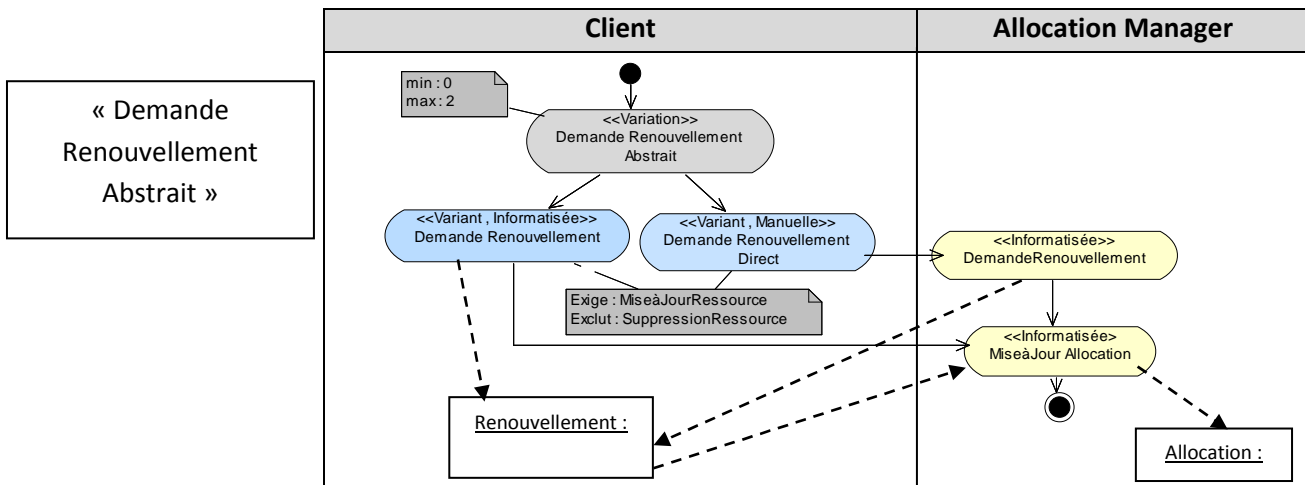 Client
Allocation Manager
« Demande
Renouvellement
Abstrait »
min : 0
max : 2
<<Variation>>
Demande Renouvellement
Abstrait
<<Variant , Informatisée>>
Demande Renouvellement
<<Variant , Manuelle>>
Demande Renouvellement
Direct
<<Informatisée>>
DemandeRenouvellement
Exige : MiseàJourRessource
Exclut : SuppressionRessource
<<Informatisée>
MiseàJour Allocation
Renouvellement :
Allocation :